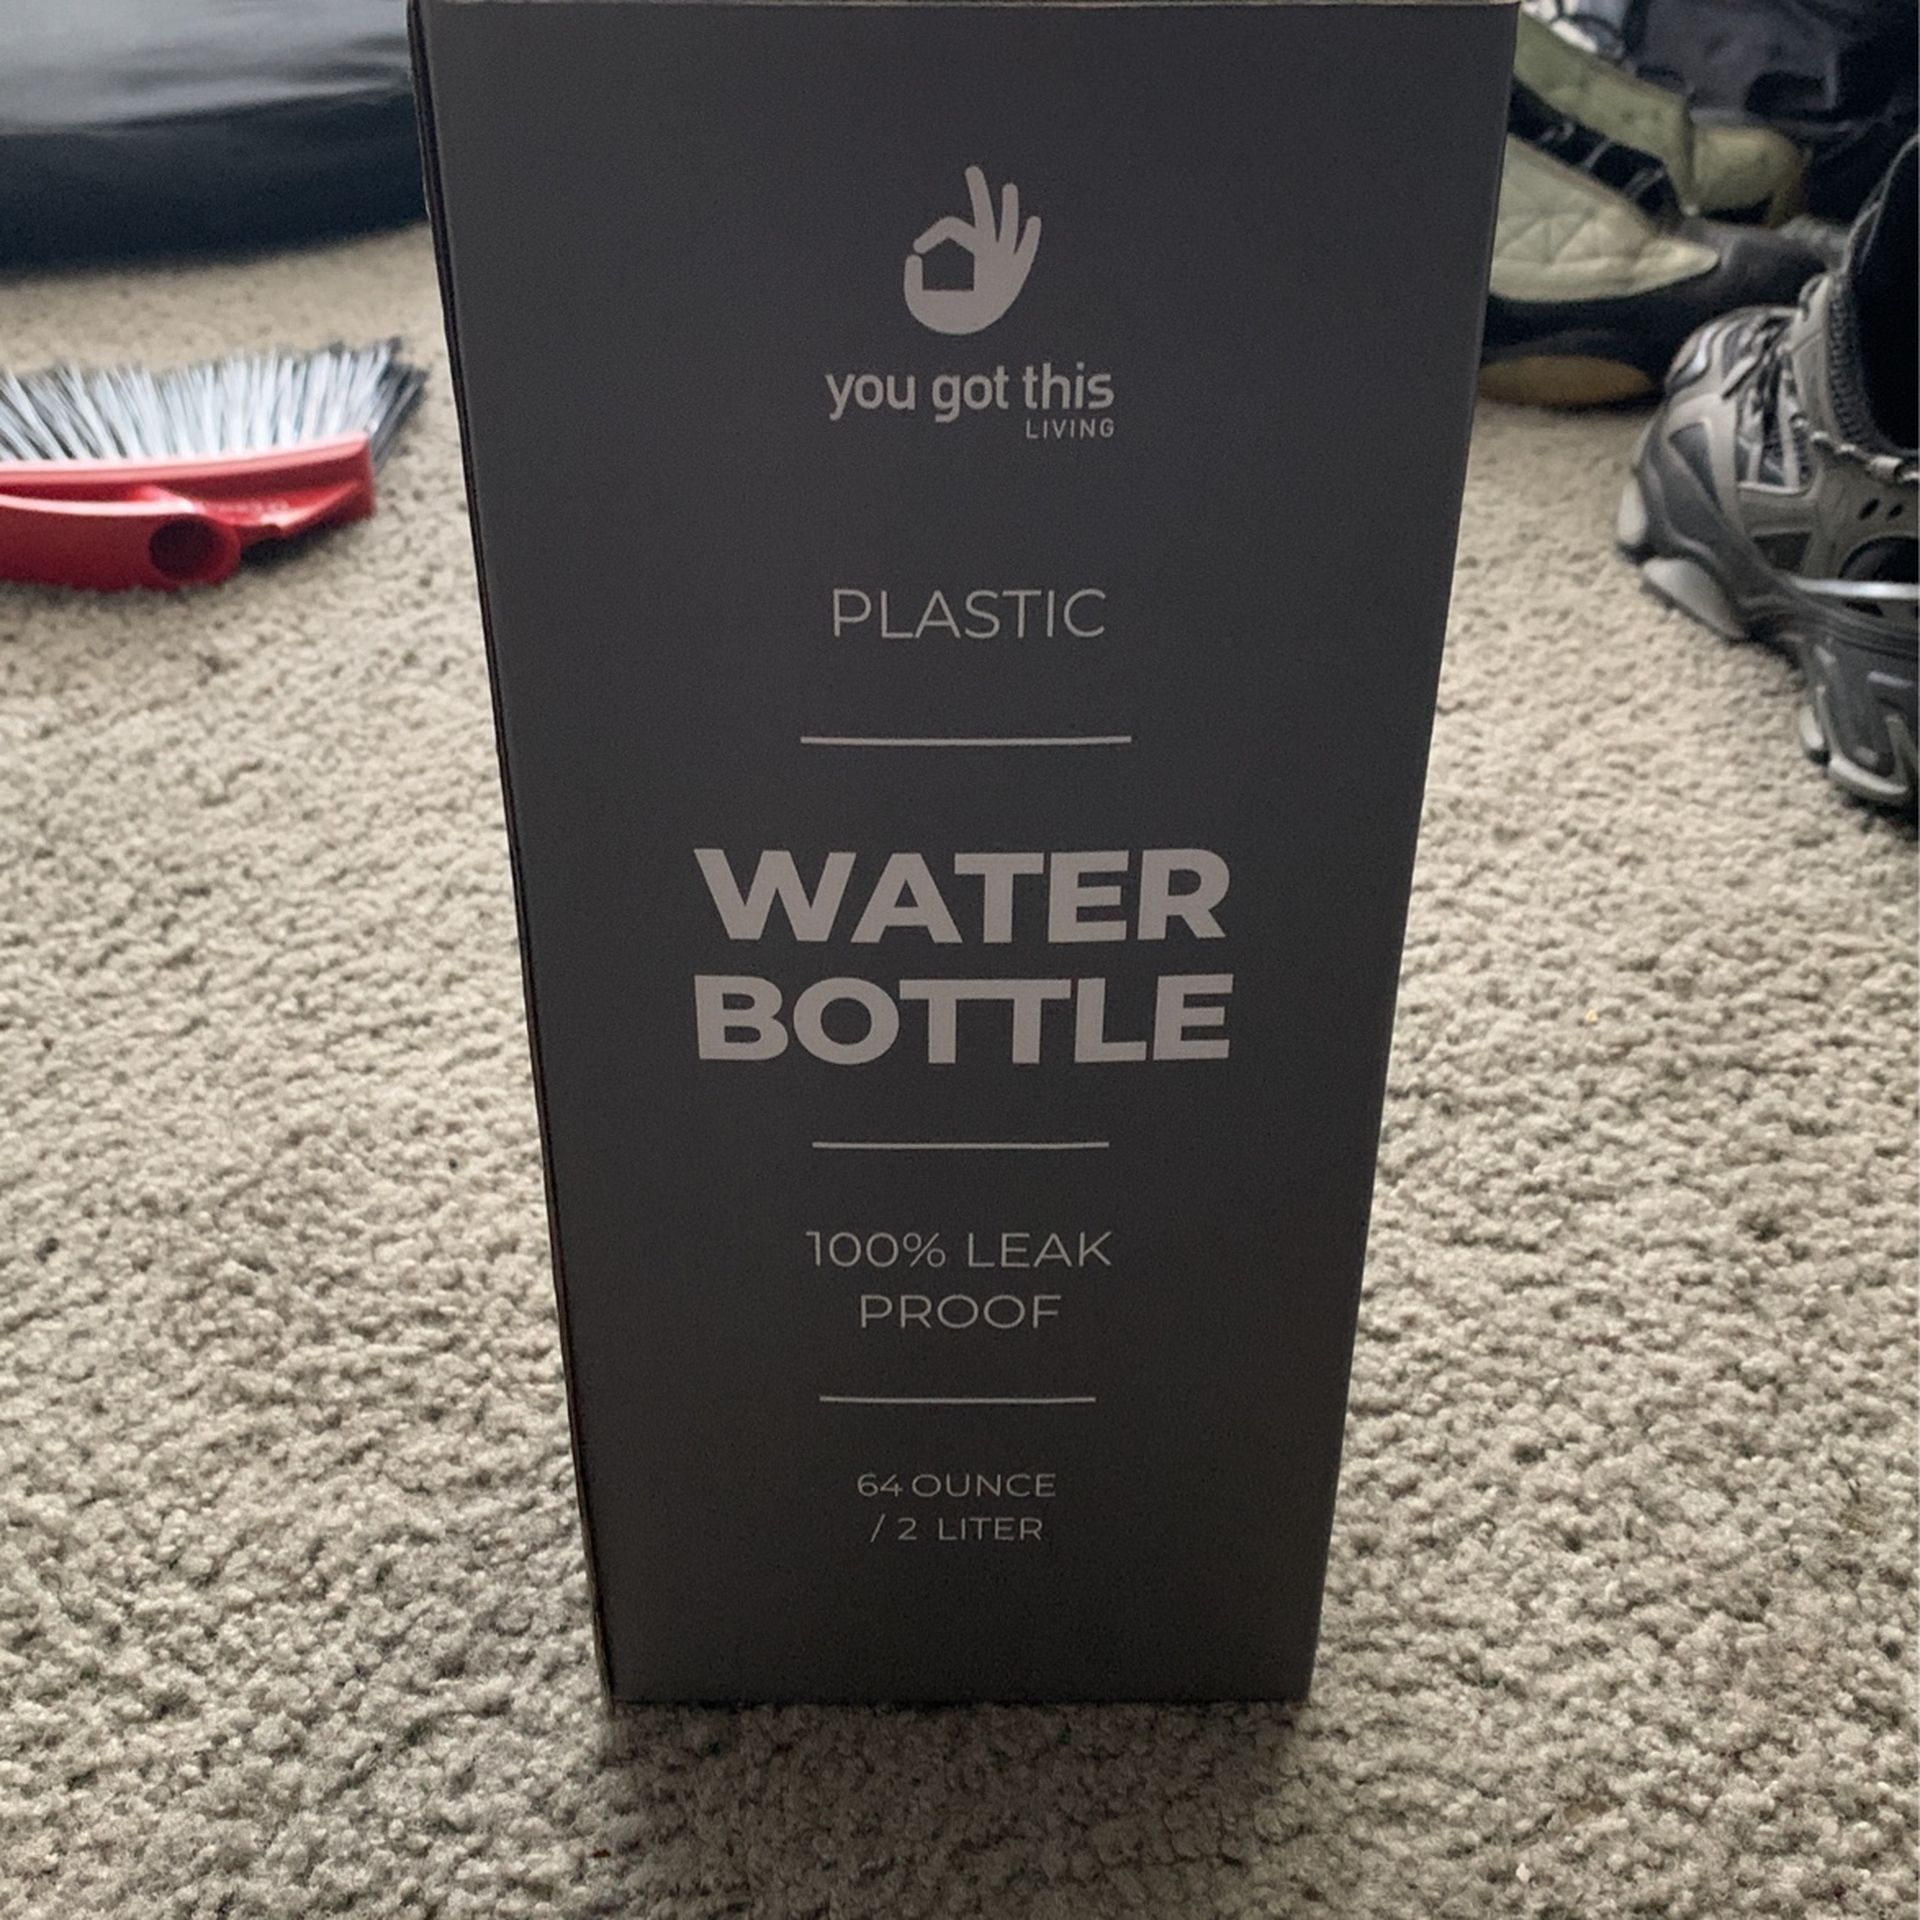 you got this
LIVING
PLASTIC
WATER
BOTTLE
100% LEAK
PROOF
64 OUNCE
/ 2 LITER